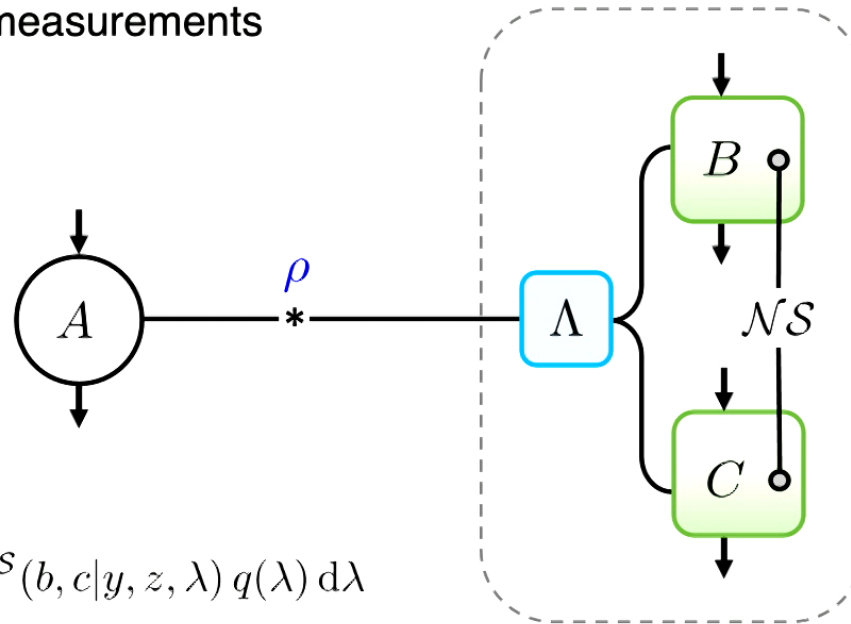 measurements
B
ρ
A
*
Λ
𝒩𝒮
C
𝒮(b, c|y, z, λ) q(λ) dλ